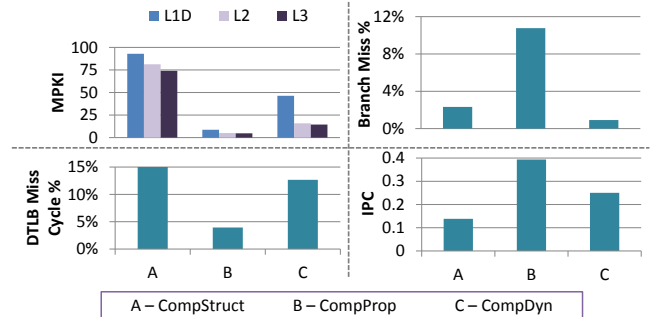 L1D L2 L3
MPKI
100
75
50
25
0
Branch Miss %
12%
8%
4%
0%
DTLB Miss
Cycle %
15%
10%
5%
0%
A B C
IPC
0.4
0.3
0.2
0.1
0
A B C
A – CompStruct B – CompProp C – CompDyn